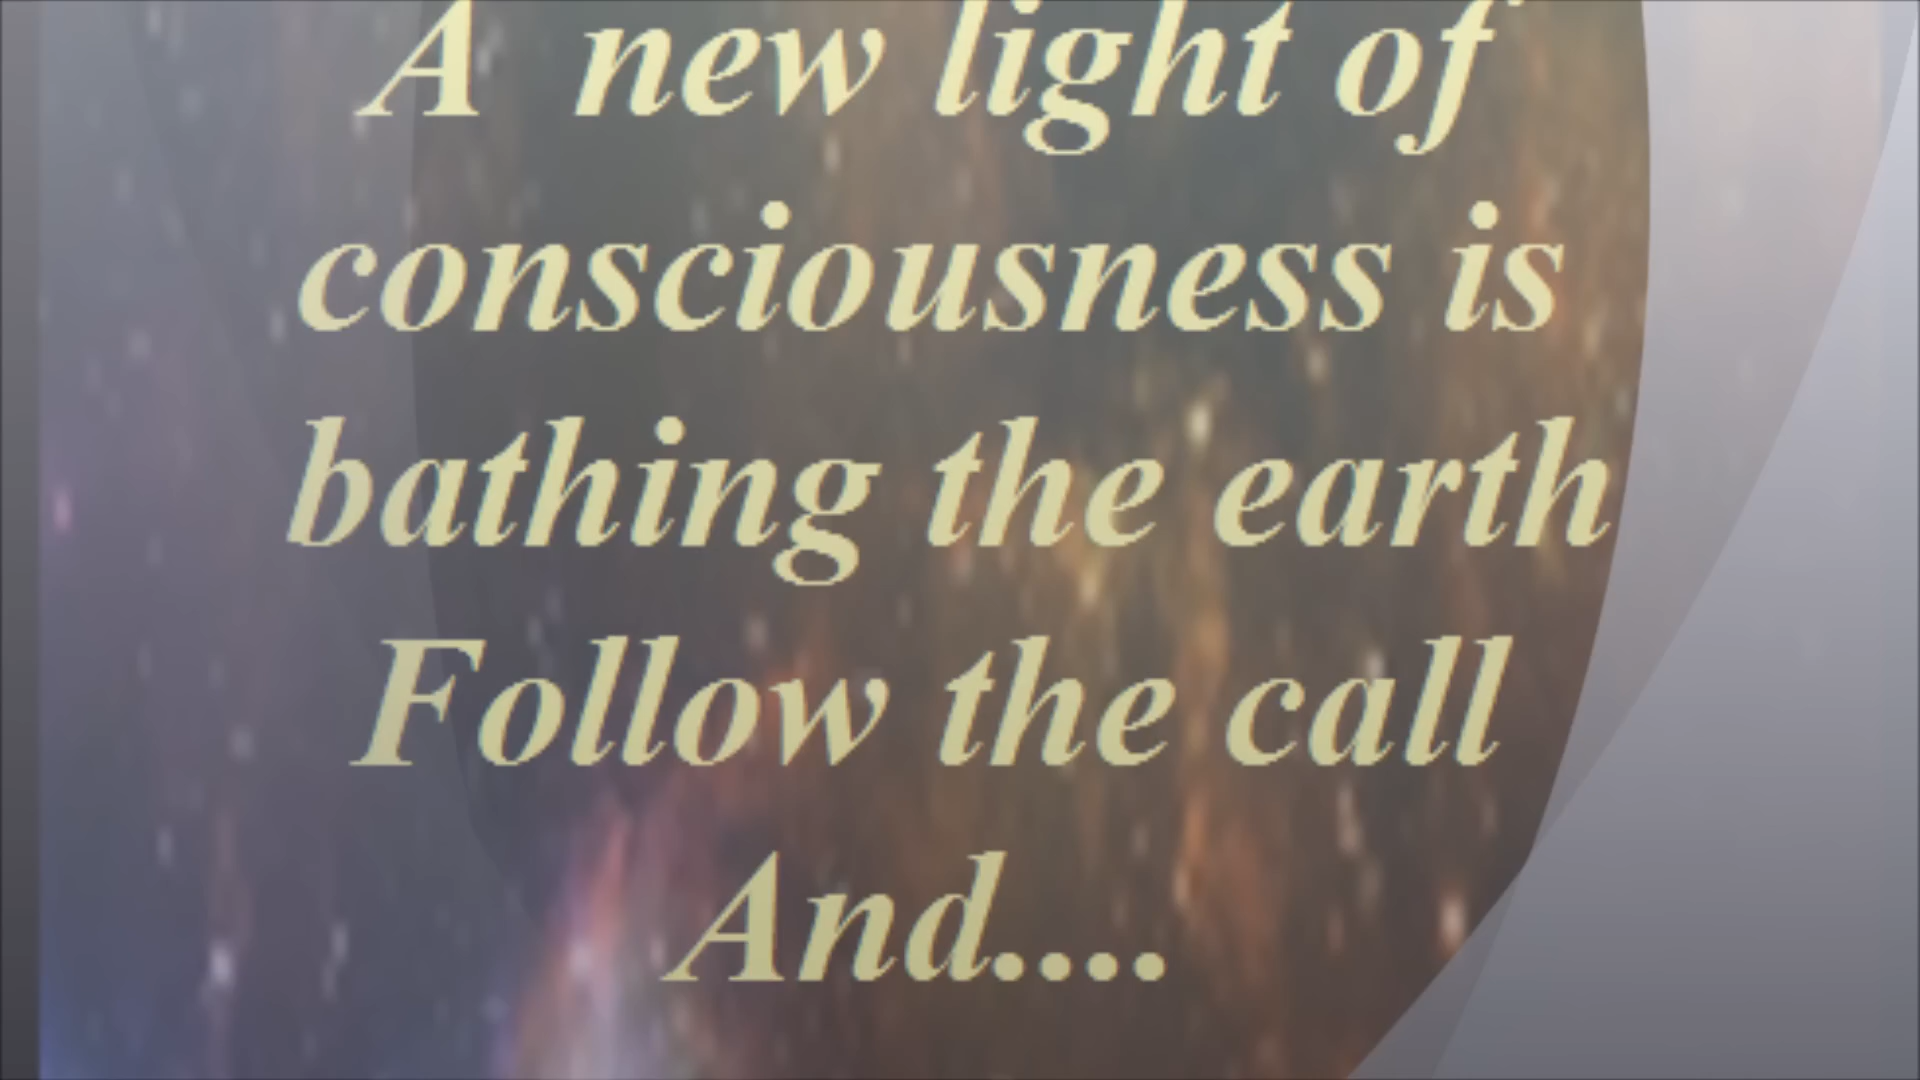 A new light of
consciousness is
bathing the earth
Follow the call
And....